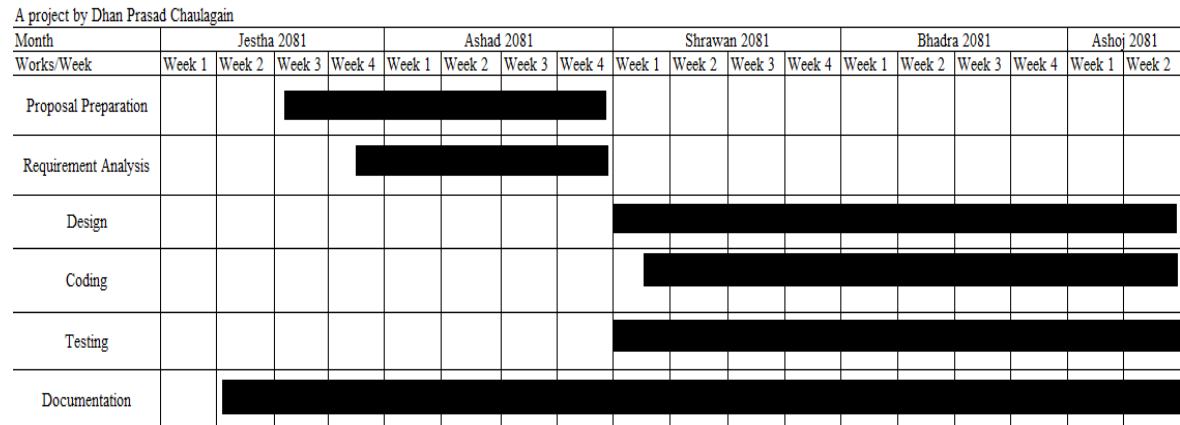 A project by Dhan Prasad Chaulagain
Month Jestha 2081 Ashad 2081 Shrawan 2081 Bhadra 2081 Ashoj 2081
Works/Week Week 1 Week 2 Week 3 Week 4 Week 1 Week 2 Week 3 Week 4 Week 1 Week 2 Week 3 Week 4 Week 1 Week 2 Week 3 Week 4 Week 1 Week 2
Proposal Preparation
Requirement Analysis
Design
Coding
Testing
Documentation